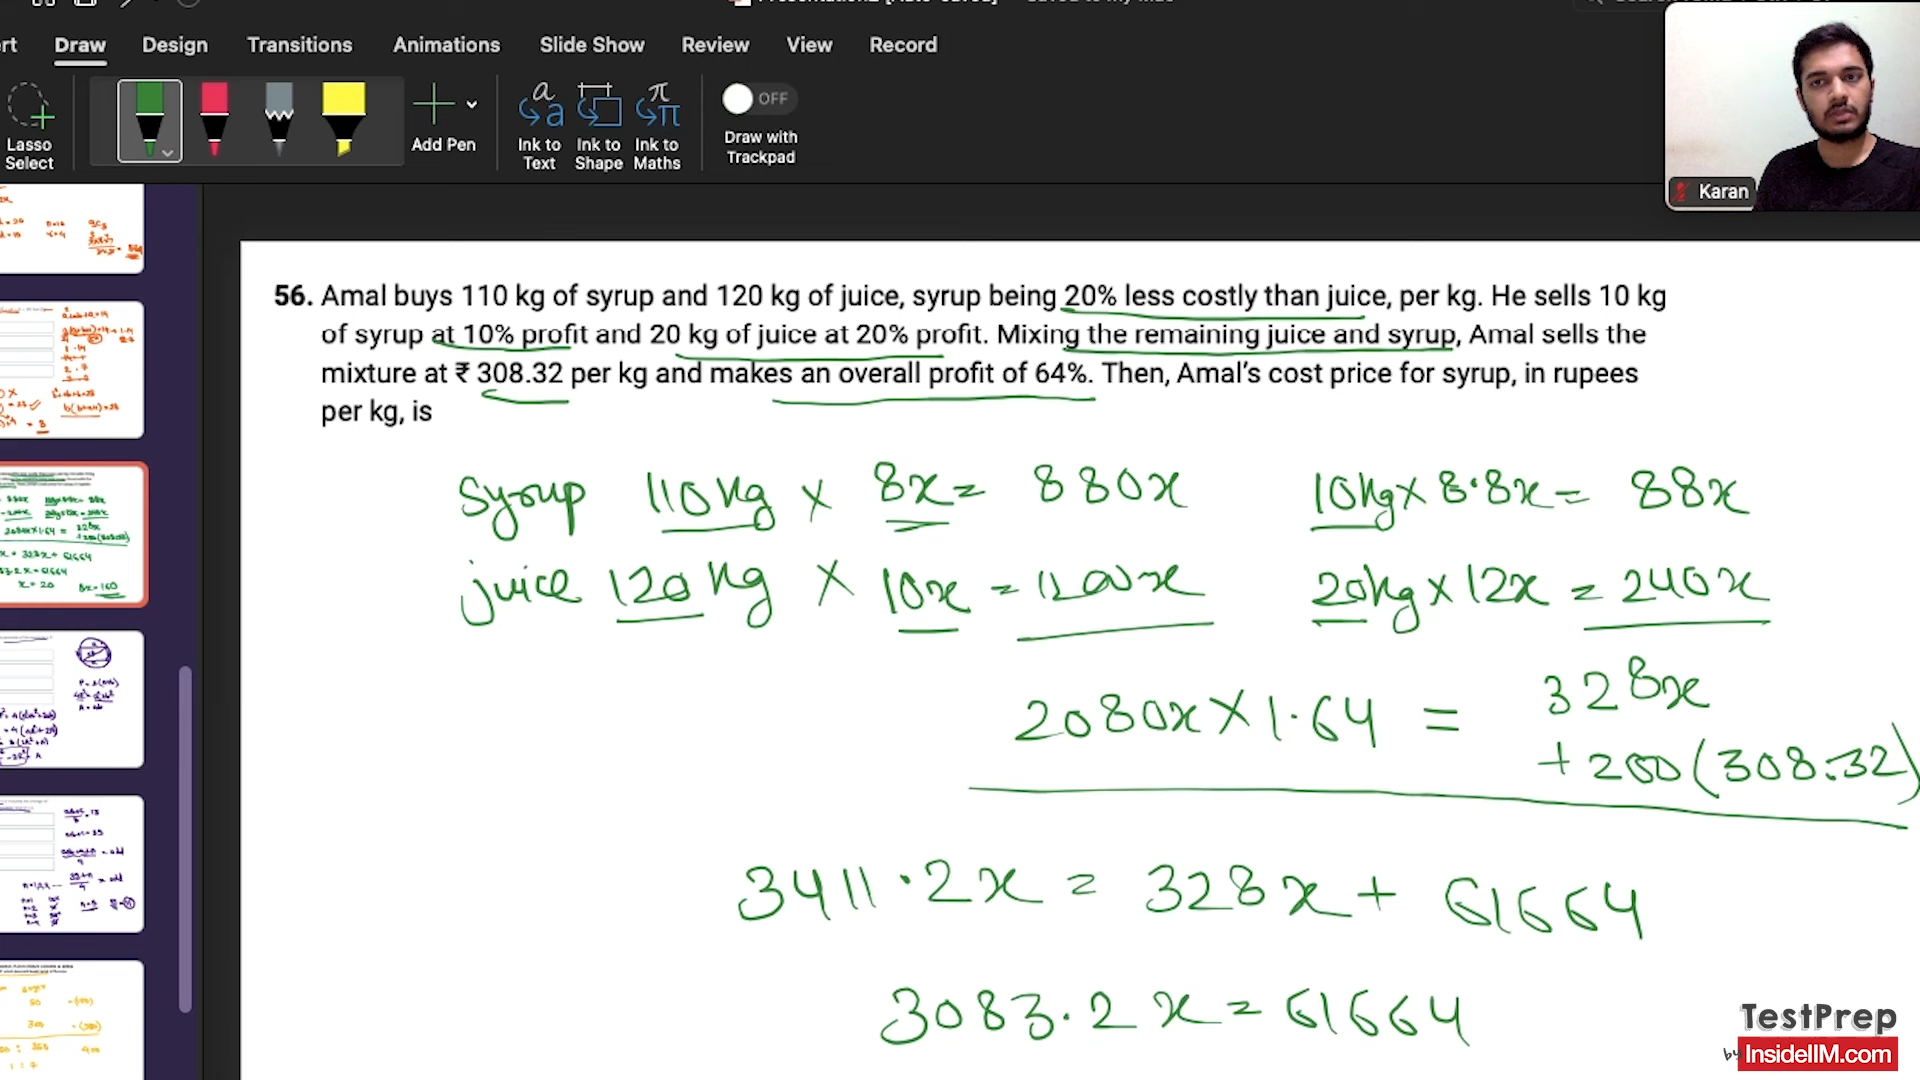 Draw Design Transitions Animations Slide Show Review View Record
OFF
Lasso Select
Add Pen
Ink to Text
Ink to Shape
Ink to Maths
Draw with Trackpad
Karan
56. Amal buys 110 kg of syrup and 120 kg of juice, syrup being 20% less costly than juice, per kg. He sells 10 kg
of syrup at 10% profit and 20 kg of juice at 20% profit. Mixing the remaining juice and syrup, Amal sells the
mixture at ₹ 308.32 per kg and makes an overall profit of 64%. Then, Amal's cost price for syrup, in rupees
per kg, is
syrup 110 kg × 8x = 880x 10kg × 8.8x = 88x
juice 120 kg × 10x = 1200x 20kg × 12x = 240x
2080x × 1.64 = 328x
+ 200(308.32)
3411.2x = 328x + 61664
3083.2x = 61664
TestPrep
by InsideIIM.com